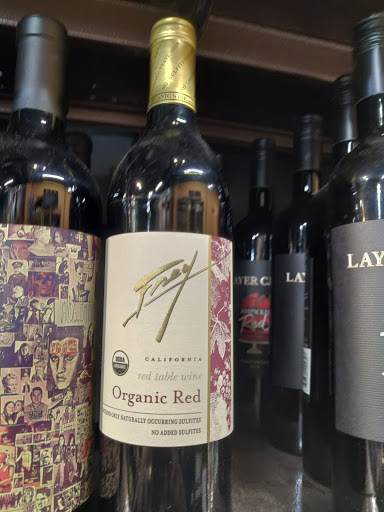 Frey
CALIFORNIA
USDA
ORGANIC
red table wine
Organic Red
ONLY NATURALLY OCCURRING SULFITES
NO ADDED SULFITES
AYER C
Red
LAY
LAY